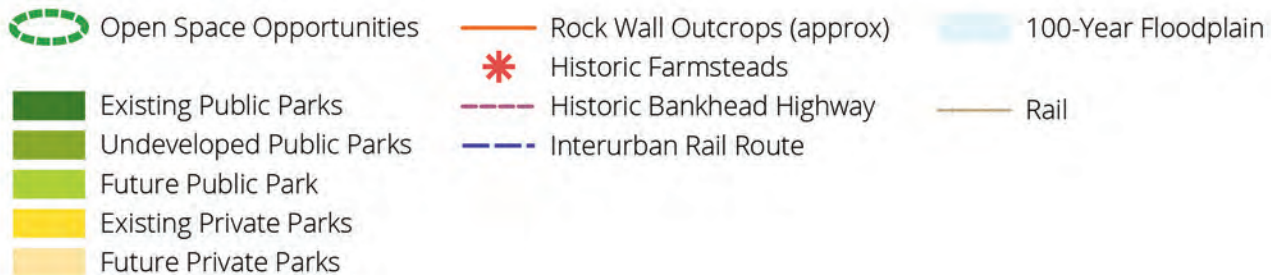 Open Space Opportunities
Existing Public Parks
Undeveloped Public Parks
Future Public Park
Existing Private Parks
Future Private Parks
Rock Wall Outcrops (approx)
Historic Farmsteads
Historic Bankhead Highway
Interurban Rail Route
100-Year Floodplain
Rail